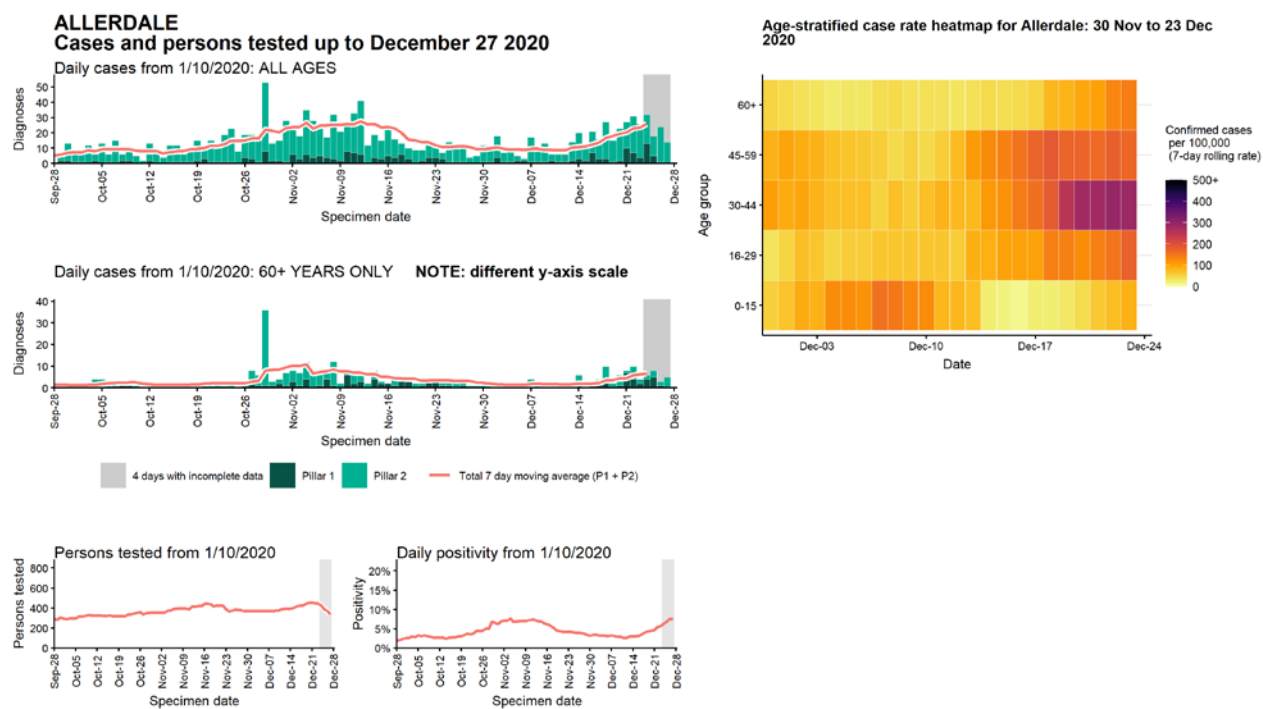 ALLERDALE
Cases and persons tested up to December 27 2020
Daily cases from 1/10/2020: ALL AGES
Diagnoses
50
40
30
20
10
0
Sep-28
Oct-05
Oct-12
Oct-19
Oct-26
Nov-02
Nov-09
Nov-16
Nov-23
Nov-30
Dec-07
Dec-14
Dec-21
Dec-28
Specimen date
Daily cases from 1/10/2020: 60+ YEARS ONLY NOTE: different y-axis scale
Diagnoses
40
30
20
10
0
Sep-28
Oct-05
Oct-12
Oct-19
Oct-26
Nov-02
Nov-09
Nov-16
Nov-23
Nov-30
Dec-07
Dec-14
Dec-21
Dec-28
Specimen date
4 days with incomplete data Pillar 1 Pillar 2 Total 7 day moving average (P1 + P2)
Persons tested from 1/10/2020
Persons tested
800
600
400
200
0
Sep-28
Oct-05
Oct-12
Oct-19
Oct-26
Nov-02
Nov-09
Nov-16
Nov-23
Nov-30
Dec-07
Dec-14
Dec-21
Dec-28
Specimen date
Daily positivity from 1/10/2020
Positivity
20%
15%
10%
5%
0%
Sep-28
Oct-05
Oct-12
Oct-19
Oct-26
Nov-02
Nov-09
Nov-16
Nov-23
Nov-30
Dec-07
Dec-14
Dec-21
Dec-28
Specimen date
Age-stratified case rate heatmap for Allerdale: 30 Nov to 23 Dec
2020
Age group
60+
45-59
30-44
16-29
0-15
Dec-03
Dec-10
Dec-17
Dec-24
Date
Confirmed cases
per 100,000
(7-day rolling rate)
500+
400
300
200
100
0